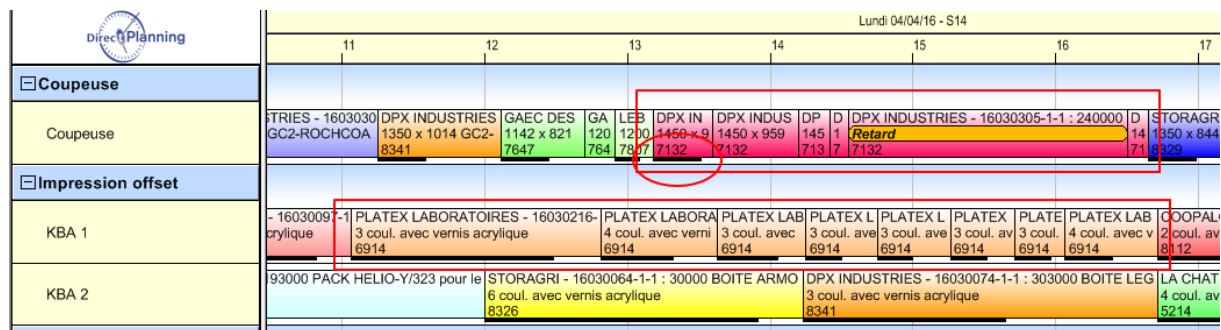 Direct Planning
Lundi 04/04/16 - S14
11 12 13 14 15 16 17
Coupeuse
Coupeuse
STRIES - 1603030
GC2-ROCHCOA
DPX INDUSTRIES
1350 x 1014 GC2-
8341
GAEC DES
1142 x 821
7647
GA
120
764
LEB
1200
7807
DPX IN
1450 x 9
7132
DPX INDUS
1450 x 959
7132
DP
145
713
D
1
7
DPX INDUSTRIES - 16030305-1-1 : 240000
Retard
7132
D
14
71
STORAGR
1350 x 844
8329
Impression offset
KBA 1
- 16030097-1
crylique
PLATEX LABORATOIRES - 16030216-
3 coul. avec vernis acrylique
6914
PLATEX LABORA
4 coul. avec verni
6914
PLATEX LAB
3 coul. avec
6914
PLATEX L
3 coul. ave
6914
PLATEX L
3 coul. ave
6914
PLATEX
3 coul. av
6914
PLATE
3 coul.
6914
PLATEX LAB
4 coul. avec v
6914
COOPALO
2 coul. av
8112
KBA 2
193000 PACK HELIO-Y/323 pour le
STORAGRI - 16030064-1-1 : 30000 BOITE ARMO
6 coul. avec vernis acrylique
8326
DPX INDUSTRIES - 16030074-1-1 : 303000 BOITE LEG
3 coul. avec vernis acrylique
8341
LA CHAT
4 coul. av
5214